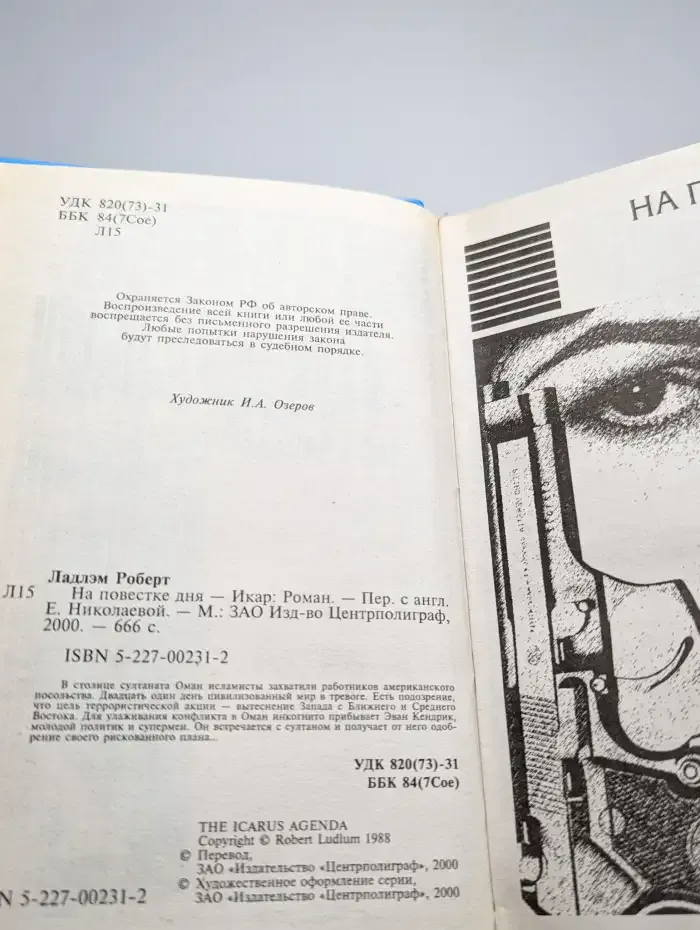 УДК 820(73)-31
ББК 84(7Сое)
Л15
Охраняется Законом РФ об авторском праве.
Воспроизведение всей книги или любой ее части
воспрещается без письменного разрешения издателя.
Любые попытки нарушения закона
будут преследоваться в судебном порядке.
Художник И.А. Озеров
Ладлэм Роберт
Л15 На повестке дня — Икар: Роман. — Пер. с англ.
Е. Николаевой. — М.: ЗАО Изд-во Центрполиграф,
2000. — 666 с.
ISBN 5-227-00231-2
В столице султаната Оман исламисты захватили работников американского
посольства. Двадцать один день цивилизованный мир в тревоге. Есть подозрение,
что цель террористической акции — вытеснение Запада с Ближнего и Среднего
Востока. Для улаживания конфликта в Оман инкогнито прибывает Эван Кендрик,
молодой политик и супермен. Он встречается с султаном и получает от него одоб-
рение своего рискованного плана...
УДК 820(73)-31
ББК 84(7Сое)
THE ICARUS AGENDA
Copyright © Robert Ludlum 1988
© Перевод,
ЗАО «Издательство «Центрполиграф», 2000
© Художественное оформление серии,
ЗАО «Издательство «Центрполиграф», 2000
N 5-227-00231-2
НА П